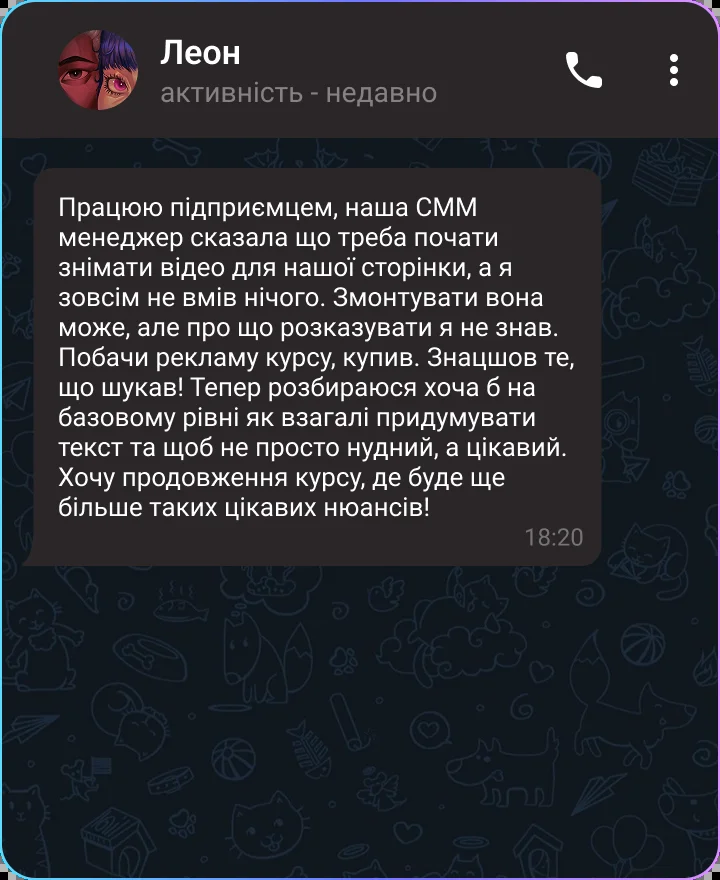 Леон
активність - недавно
Працюю підприємцем, наша СММ
менеджер сказала що треба почати
знімати відео для нашої сторінки, а я
зовсім не вмів нічого. Змонтувати вона
може, але про що розказувати я не знав.
Побачи рекламу курсу, купив. Знацшов те,
що шукав! Тепер розбираюся хоча б на
базовому рівні як взагалі придумувати
текст та щоб не просто нудний, а цікавий.
Хочу продовження курсу, де буде ще
більше таких цікавих нюансів!
18:20